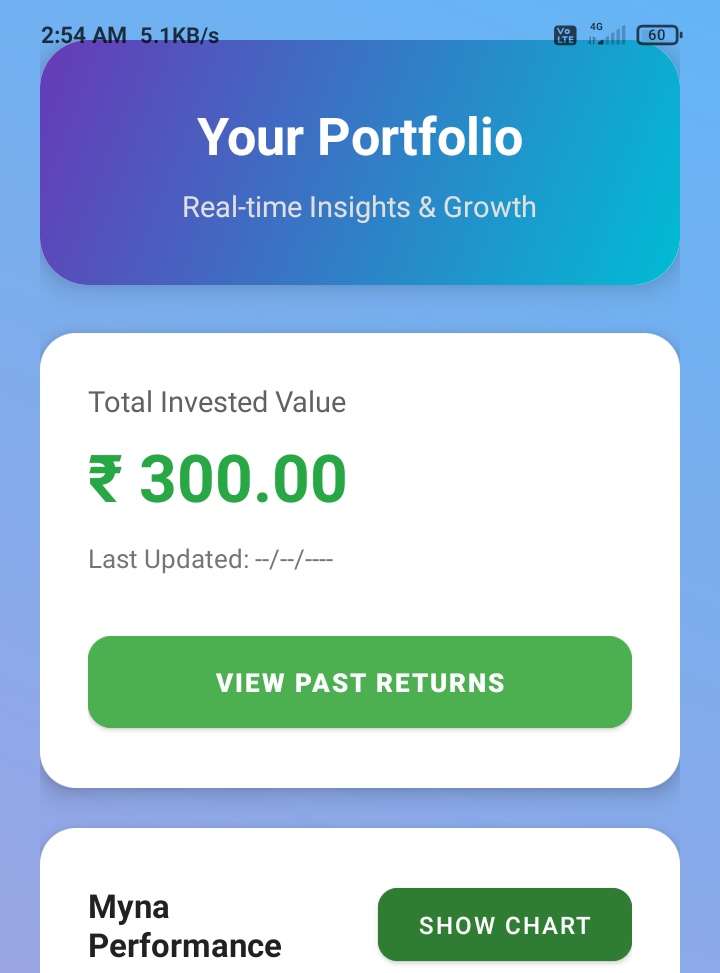 2:54 AM 5.1KB/s Vo LTE 4G 60
Your Portfolio
Real-time Insights & Growth
Total Invested Value
₹ 300.00
Last Updated: --/--/----
VIEW PAST RETURNS
Myna
Performance
SHOW CHART